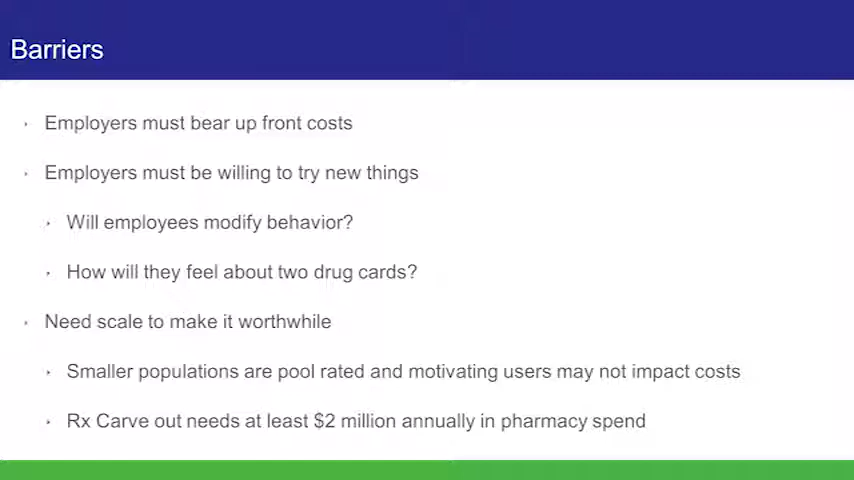 Barriers
Employers must bear up front costs
Employers must be willing to try new things
Will employees modify behavior?
How will they feel about two drug cards?
Need scale to make it worthwhile
Smaller populations are pool rated and motivating users may not impact costs
Rx Carve out needs at least $2 million annually in pharmacy spend